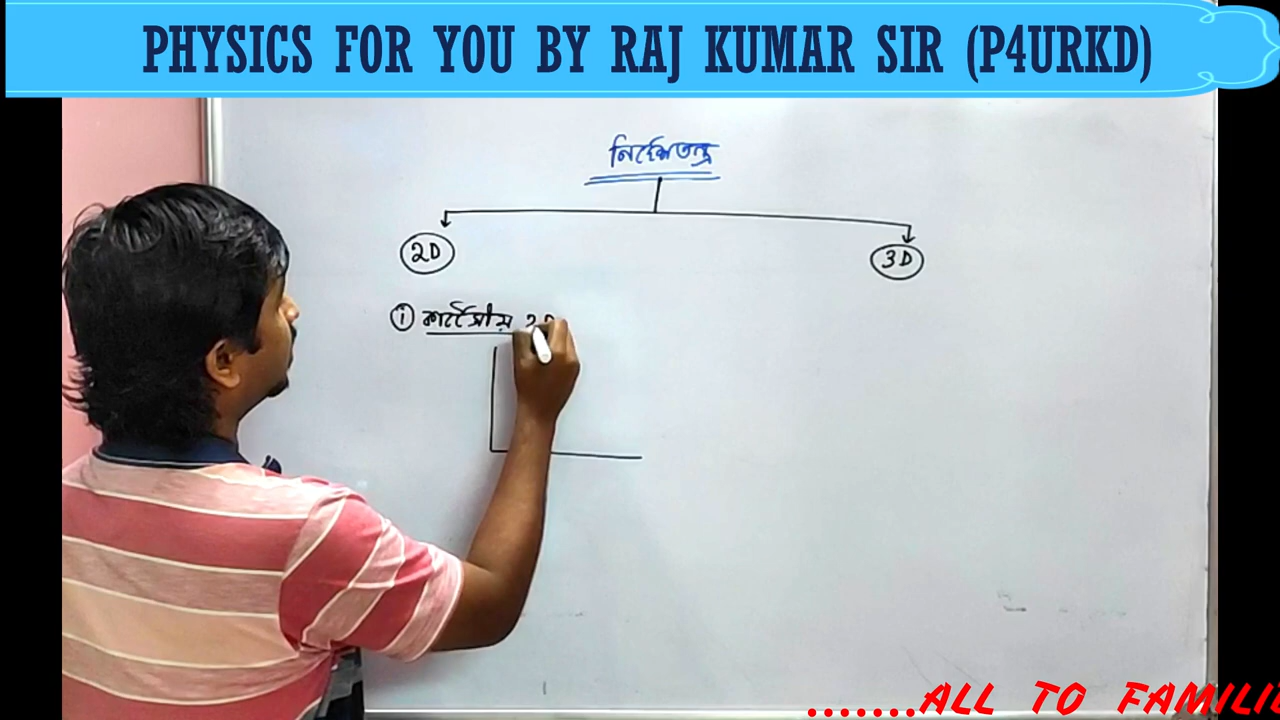 PHYSICS FOR YOU BY RAJ KUMAR SIR (P4URKD)
নির্দেশতন্ত্র
2D
3D
① কার্টেসীয়
.......ALL TO FAMILI